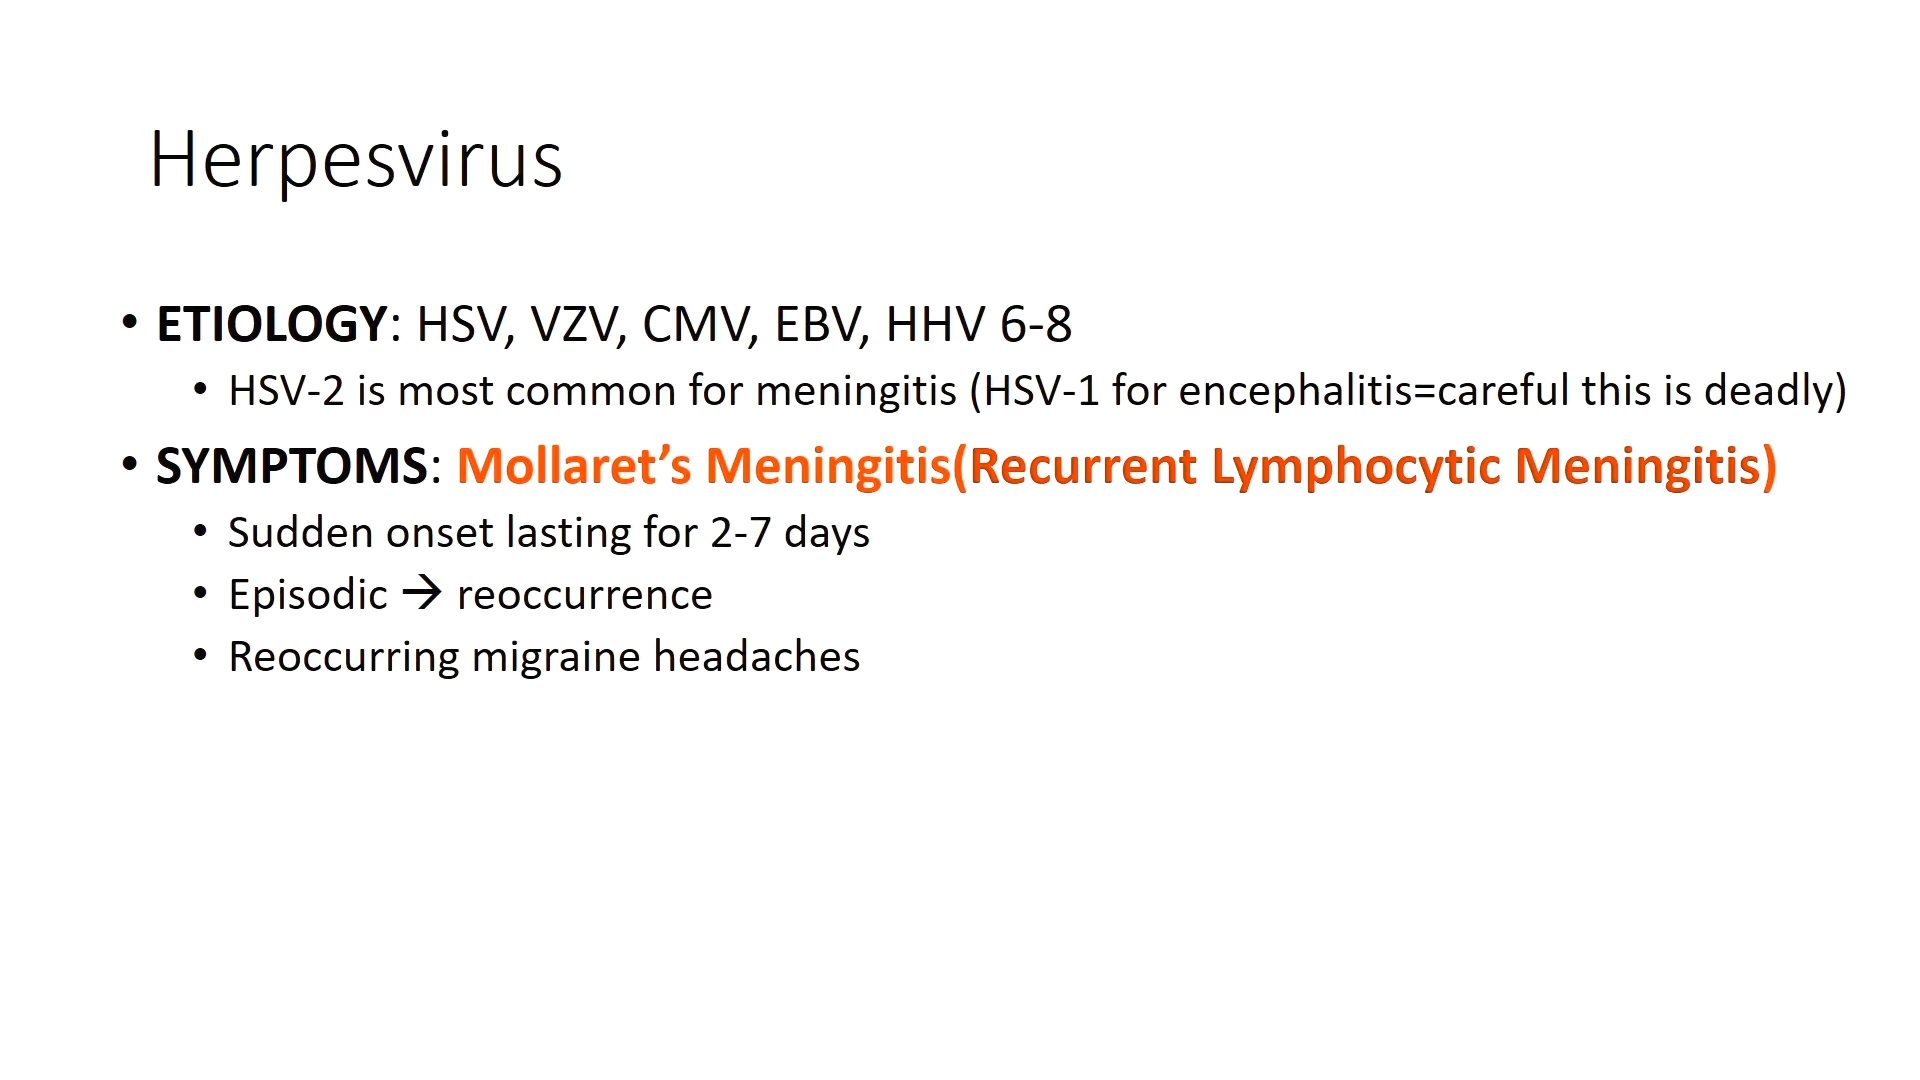 Herpesvirus
• ETIOLOGY: HSV, VZV, CMV, EBV, HHV 6-8
• HSV-2 is most common for meningitis (HSV-1 for encephalitis=careful this is deadly)
• SYMPTOMS: Mollaret’s Meningitis(Recurrent Lymphocytic Meningitis)
• Sudden onset lasting for 2-7 days
• Episodic → reoccurrence
• Reoccurring migraine headaches